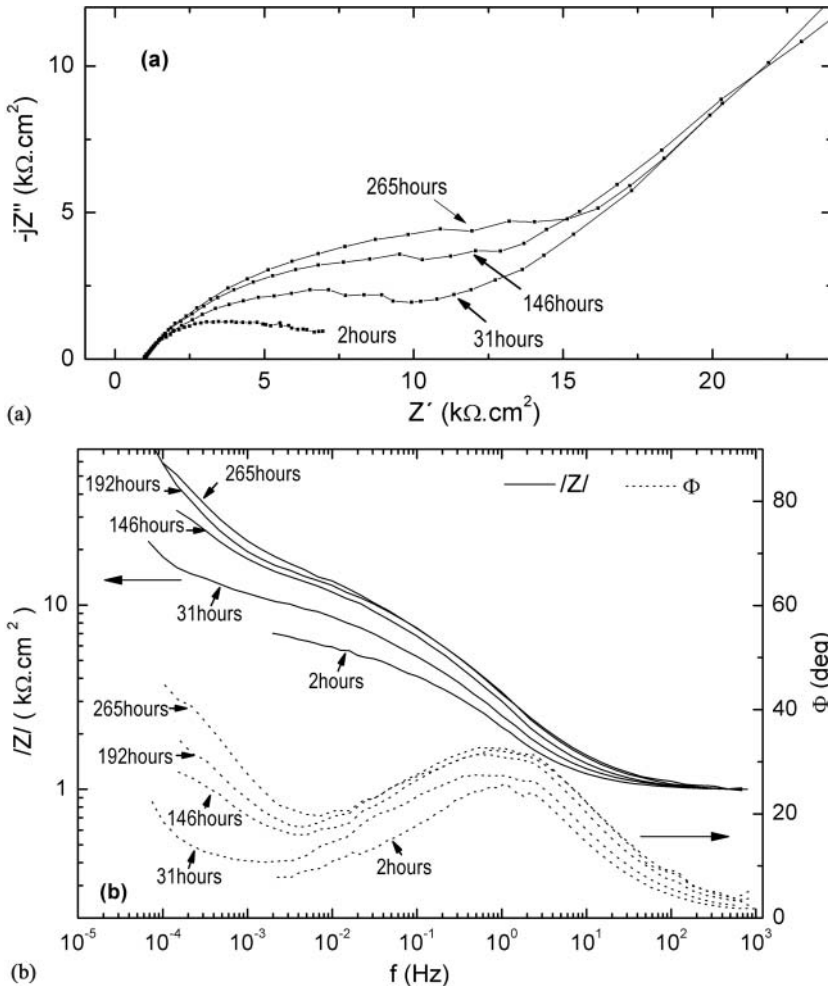 (a)
10
5
0
-jZ" (kΩ.cm²)
265hours
146hours
31hours
2hours
0 5 10 15 20
Z´ (kΩ.cm²)
(a)
192hours
265hours
146hours
31hours
2hours
/Z/ Φ
10
1
/Z/ ( kΩ.cm² )
80
60
40
20
0
Φ (deg)
265hours
192hours
146hours
31hours
2hours
(b)
10⁻⁵ 10⁻⁴ 10⁻³ 10⁻² 10⁻¹ 10⁰ 10¹ 10² 10³
f (Hz)
(b)